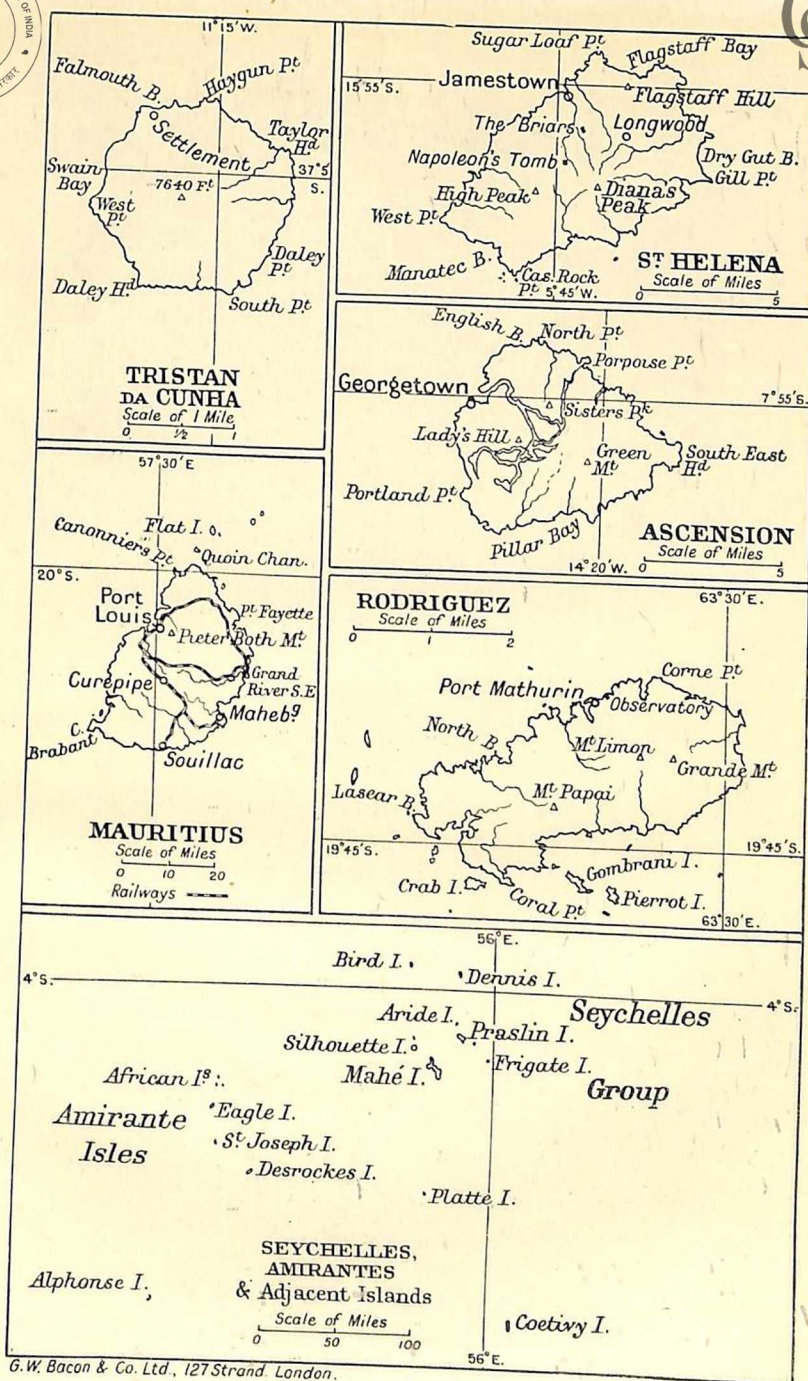 OF INDIA
11°15'W.
Falmouth B.
Haygun Pt.
Settlement
Taylor Hd.
Swain Bay
37°5 S.
7640 Ft.
West Pt.
Daley Pt.
Daley Hd.
South Pt.
TRISTAN
DA CUNHA
Scale of 1 Mile
0 ½ 1
Sugar Loaf Pt.
Flagstaff Bay
15°55'S.
Jamestown
Flagstaff Hill
The Briars
Longwood
Napoleon's Tomb
Dry Gut B.
Gill Pt.
High Peak
Diana's Peak
West Pt.
Manatec B.
Cas. Rock Pt.
5°45'W.
ST HELENA
Scale of Miles
0 5
English B.
North Pt.
Porpoise Pt.
Georgetown
7°55'S.
Sisters Pk.
Lady's Hill
Green Mt.
South East Hd.
Portland Pt.
Pillar Bay
ASCENSION
14°20'W.
Scale of Miles
0 5
57°30'E
Flat I.
Canonniers Pt.
Quoin Chan.
20°S.
Port Louis
Pt. Fayette
Pieter Both Mt.
Curepipe
Grand River S.E
Mahebg
C. Brabant
Souillac
MAURITIUS
Scale of Miles
0 10 20
Railways
RODRIGUEZ
Scale of Miles
0 1 2
63°30'E.
Corne Pt.
Port Mathurin
Observatory
North B.
Mt. Limon
Grande Mt.
Mt. Papai
Lasear B.
19°45'S.
19°45'S.
Gombrani I.
Crab I.
Coral Pt.
Pierrot I.
63°30'E.
56°E.
Bird I.
Dennis I.
4°S.
4°S.
Aride I.
Praslin I.
Seychelles
Group
Silhouette I.
Frigate I.
Mahé I.
African Is.
Amirante
Isles
Eagle I.
St. Joseph I.
Desrockes I.
Platte I.
SEYCHELLES,
AMIRANTES
& Adjacent Islands
Scale of Miles
0 50 100
Alphonse I.
Coetivy I.
56°E.
G.W. Bacon & Co. Ltd., 127 Strand. London.